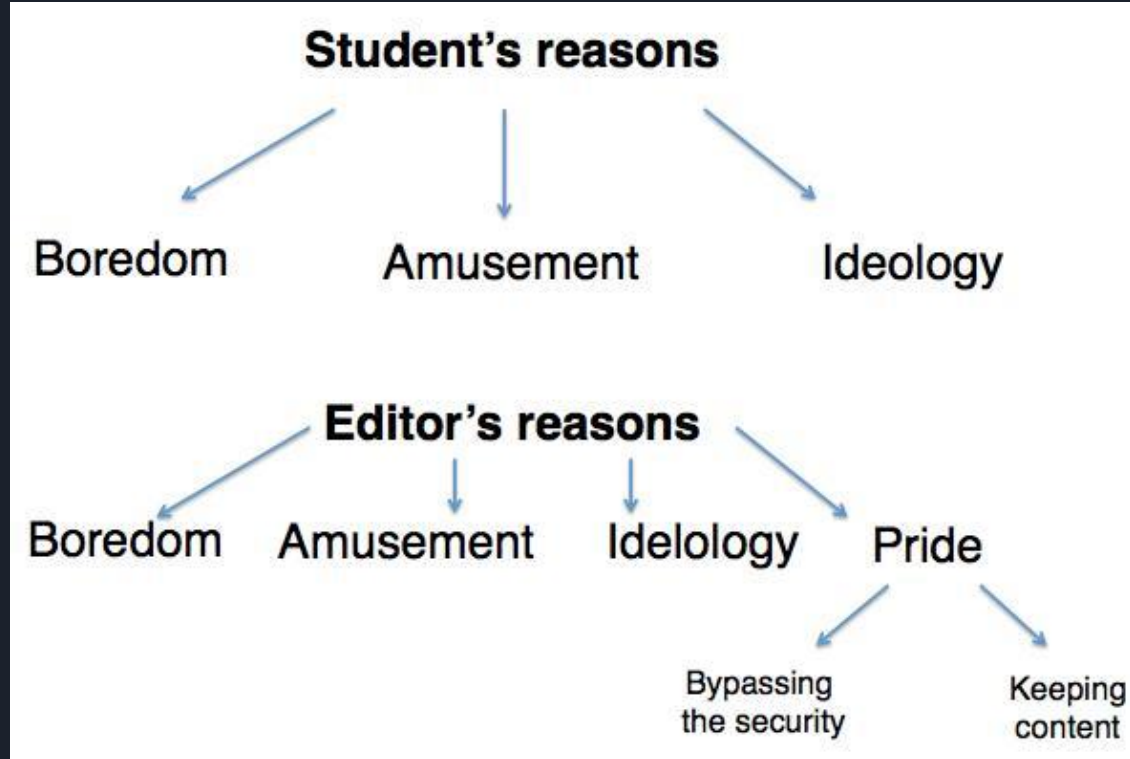 Student’s reasons
Boredom Amusement Ideology
Editor’s reasons
Boredom Amusement Idelology Pride
Bypassing
the security
Keeping
content